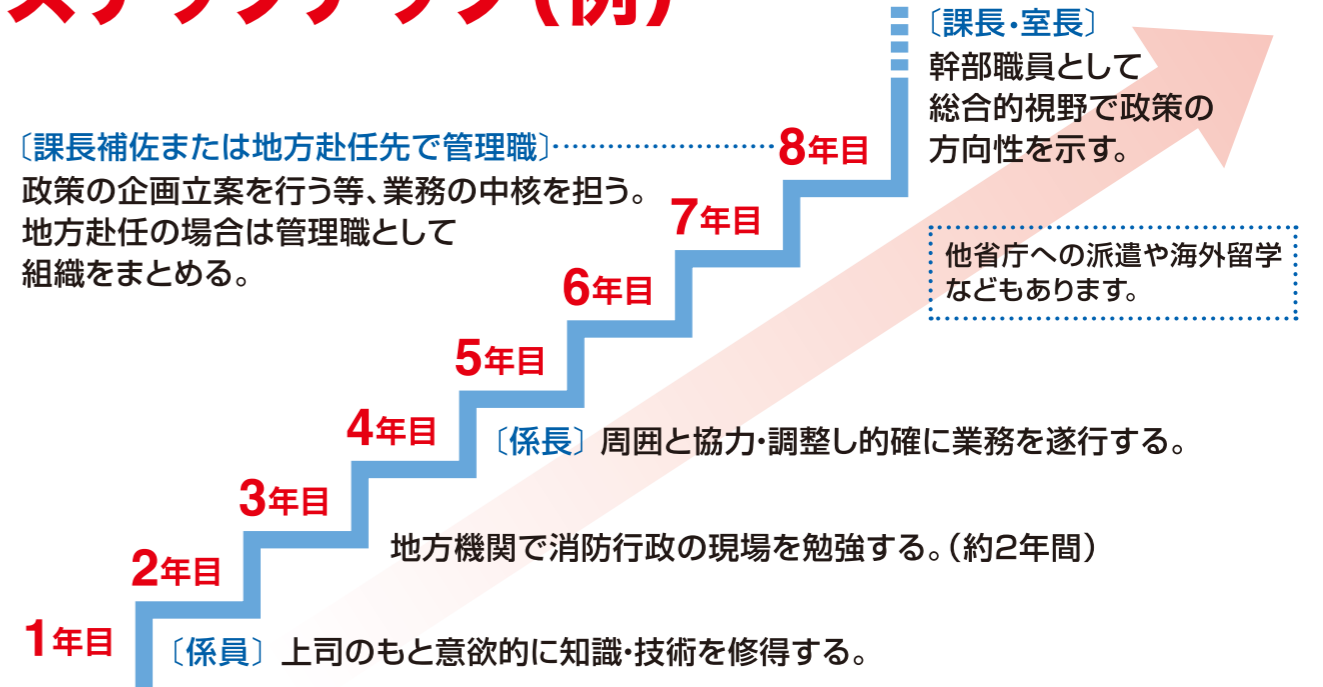 ステップアップ（例）
〔課長・室長〕
幹部職員として
総合的視野で政策の
方向性を示す。
〔課長補佐または地方赴任先で管理職〕……………………8年目
政策の企画立案を行う等、業務の中核を担う。
地方赴任の場合は管理職として
組織をまとめる。
7年目
他省庁への派遣や海外留学
などもあります。
6年目
5年目
4年目
〔係長〕周囲と協力・調整し的確に業務を遂行する。
3年目
地方機関で消防行政の現場を勉強する。（約2年間）
2年目
1年目
〔係員〕上司のもと意欲的に知識・技術を修得する。